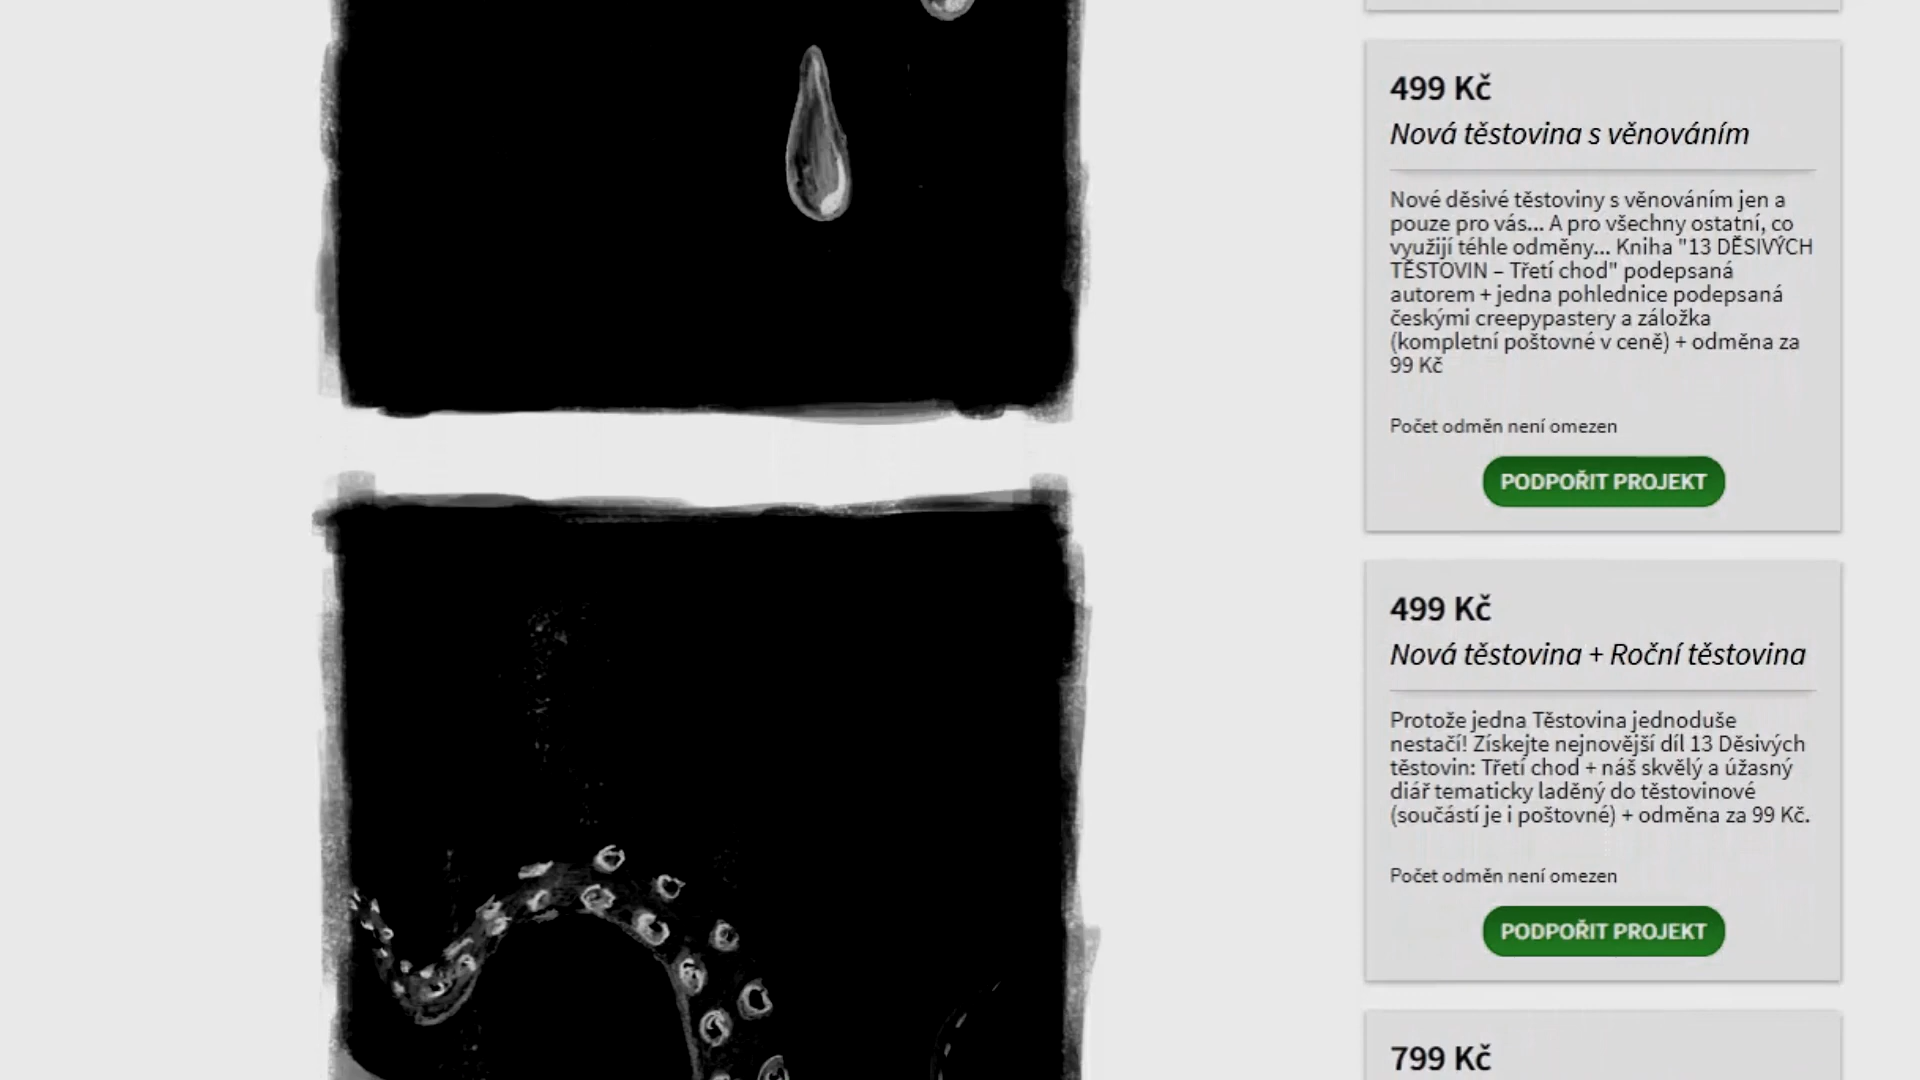 499 Kč
Nová těstovina s věnováním
Nové děsivé těstoviny s věnováním jen a
pouze pro vás... A pro všechny ostatní, co
využijí téhle odměny... Kniha "13 DĚSIVÝCH
TĚSTOVIN – Třetí chod" podepsaná
autorem + jedna pohlednice podepsaná
českými creepypastery a záložka
(kompletní poštovné v ceně) + odměna za
99 Kč
Počet odměn není omezen
PODPOŘIT PROJEKT
499 Kč
Nová těstovina + Roční těstovina
Protože jedna Těstovina jednoduše
nestačí! Získejte nejnovější díl 13 Děsivých
těstovin: Třetí chod + náš skvělý a úžasný
diář tematicky laděný do těstovinové
(součástí je i poštovné) + odměna za 99 Kč.
Počet odměn není omezen
PODPOŘIT PROJEKT
799 Kč